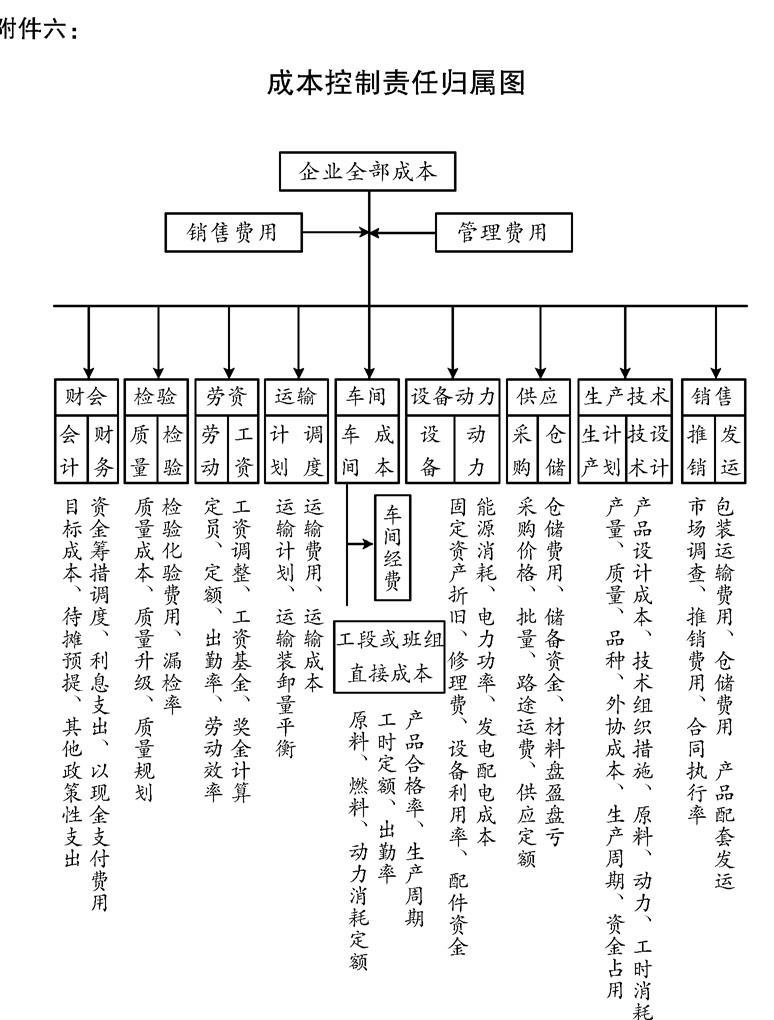 附件六：
成本控制责任归属图
企业全部成本
销售费用
管理费用
财会
会计
财务
目标成本、待摊预提、其他政策性支出
资金筹措调度、利息支出、以现金支付费用
检验
质量
检验
质量成本、质量升级、质量规划
检验化验费用、漏检率
劳资
劳动
工资
定员、定额、出勤率、劳动效率
工资调整、工资基金、奖金计算
运输
计划
调度
运输计划、运输装卸量平衡
运输费用、运输成本
车间
车间
成本
车间经费
工段或班组
直接成本
原料、燃料、动力消耗定额
工时定额、出勤率
产品合格率、生产周期
设备动力
设备
动力
固定资产折旧、修理费、设备利用率、配件资金
能源消耗、电力功率、发电配电成本
供应
采购
仓储
采购价格、批量、路途运费、供应定额
仓储费用、储备资金、材料盘盈盘亏
生产技术
生产
计划
技术
设计
产量、质量、品种、外协成本、生产周期、资金占用
产品设计成本、技术组织措施、原料、动力、工时消耗
销售
推销
发运
市场调查、推销费用、合同执行率
包装运输费用、仓储费用 产品配套发运